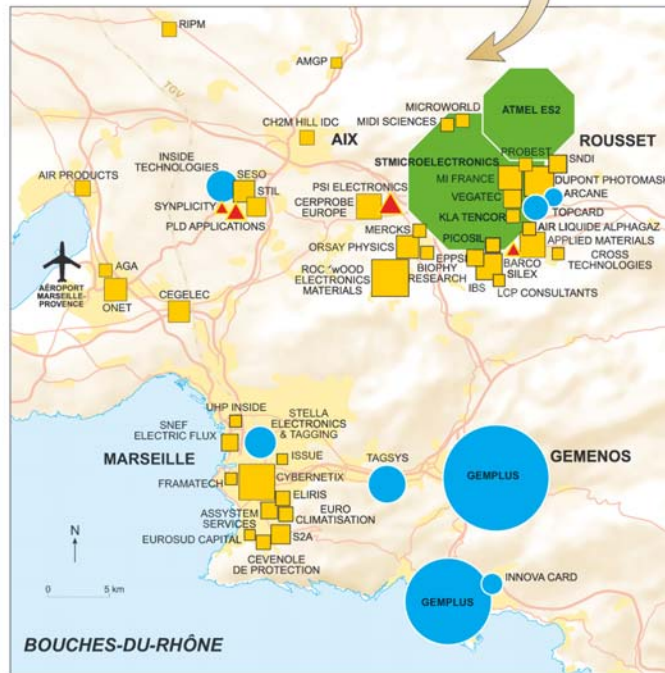 RIPM
AMGP
TGV
MICROWORLD
MIDI SCIENCES
ATMEL ES2
CH2M HILL IDC
AIX
ROUSSET
INSIDE
TECHNOLOGIES
STMICROELECTRONICS
PROBEST
SNDI
AIR PRODUCTS
SESO
MI FRANCE
DUPONT PHOTOMASK
PSI ELECTRONICS
STIL
CERPROBE
EUROPE
VEGATEC
ARCANE
SYNPLICITY
TOPCARD
PLD APPLICATIONS
KLA TENCOR
MERCKS
AIR LIQUIDE ALPHAGAZ
PICOSIL
APPLIED MATERIALS
ORSAY PHYSICS
EPPSI
BARCO
SILEX
CROSS
TECHNOLOGIES
BIOPHY
RESEARCH
IBS
LCP CONSULTANTS
ROC "wOOD
ELECTRONICS
MATERIALS
AÉROPORT
MARSEILLE-
PROVENCE
AGA
ONET
CEGELEC
UHP INSIDE
STELLA
ELECTRONICS
& TAGGING
SNEF
ELECTRIC FLUX
MARSEILLE
ISSUE
TAGSYS
GEMENOS
FRAMATECH
CYBERNETIX
GEMPLUS
ELIRIS
ASSYSTEM
SERVICES
EURO
CLIMATISATION
EUROSUD CAPITAL
S2A
CEVENOLE
DE PROTECTION
N
0 5 km
INNOVA CARD
GEMPLUS
BOUCHES-DU-RHÔNE